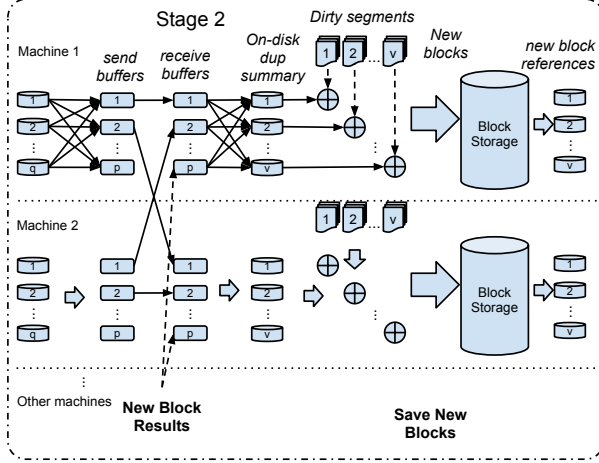 Stage 2
Dirty segments
Machine 1
send buffers
receive buffers
On-disk dup summary
New blocks
new block references
1 2 ... v
1 1 1 1
2 2 2 2
⋮ ⋮ ⋮ ⋮
q p p v
Block Storage
1
2
⋮
v
Machine 2
1 2 ... v
1 1 1 1
2 2 2 2
⋮ ⋮ ⋮ ⋮
q p p v
Block Storage
1
2
⋮
v
⋮
Other machines
New Block
Results
Save New
Blocks